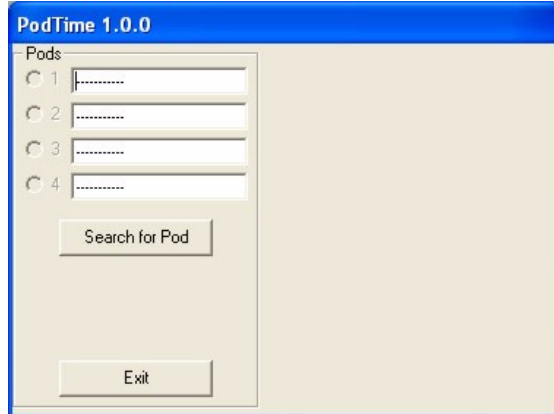 PodTime 1.0.0
Pods
1 -----------
2 -----------
3 -----------
4 -----------
Search for Pod
Exit